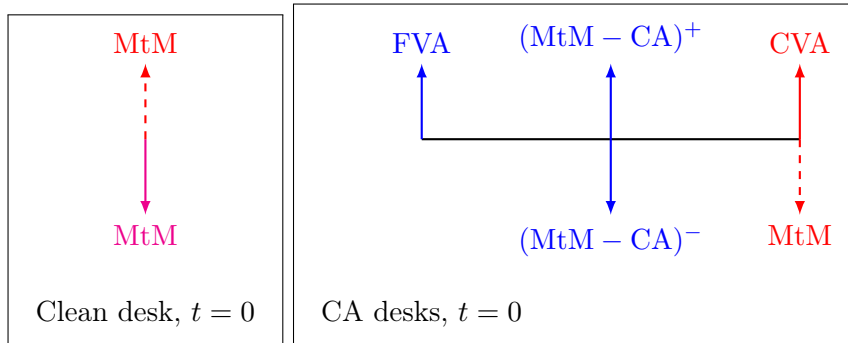 MtM
MtM
Clean desk, t = 0
FVA
(MtM − CA)⁺
CVA
(MtM − CA)⁻
MtM
CA desks, t = 0